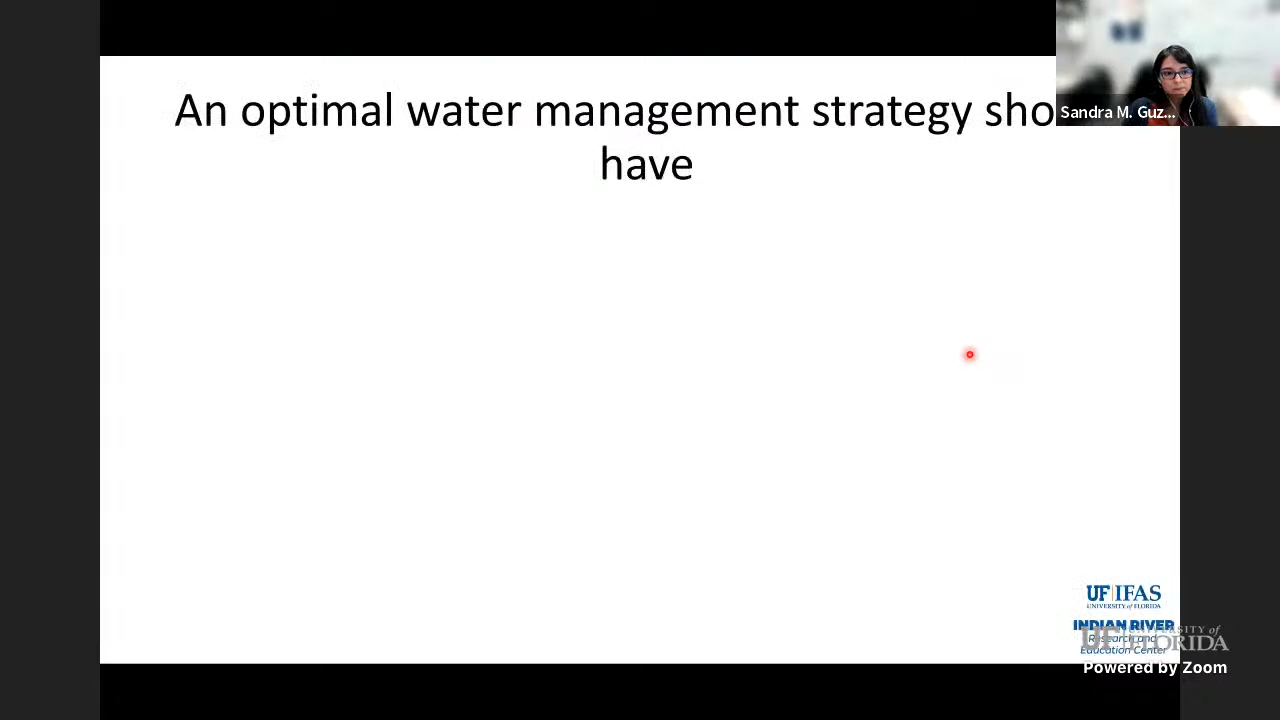 An optimal water management strategy sho
have
Sandra M. Guz...
UF IFAS
UNIVERSITY of FLORIDA
INDIAN RIVER
Research and
Education Center
UF UNIVERSITY of
FLORIDA
Powered by Zoom